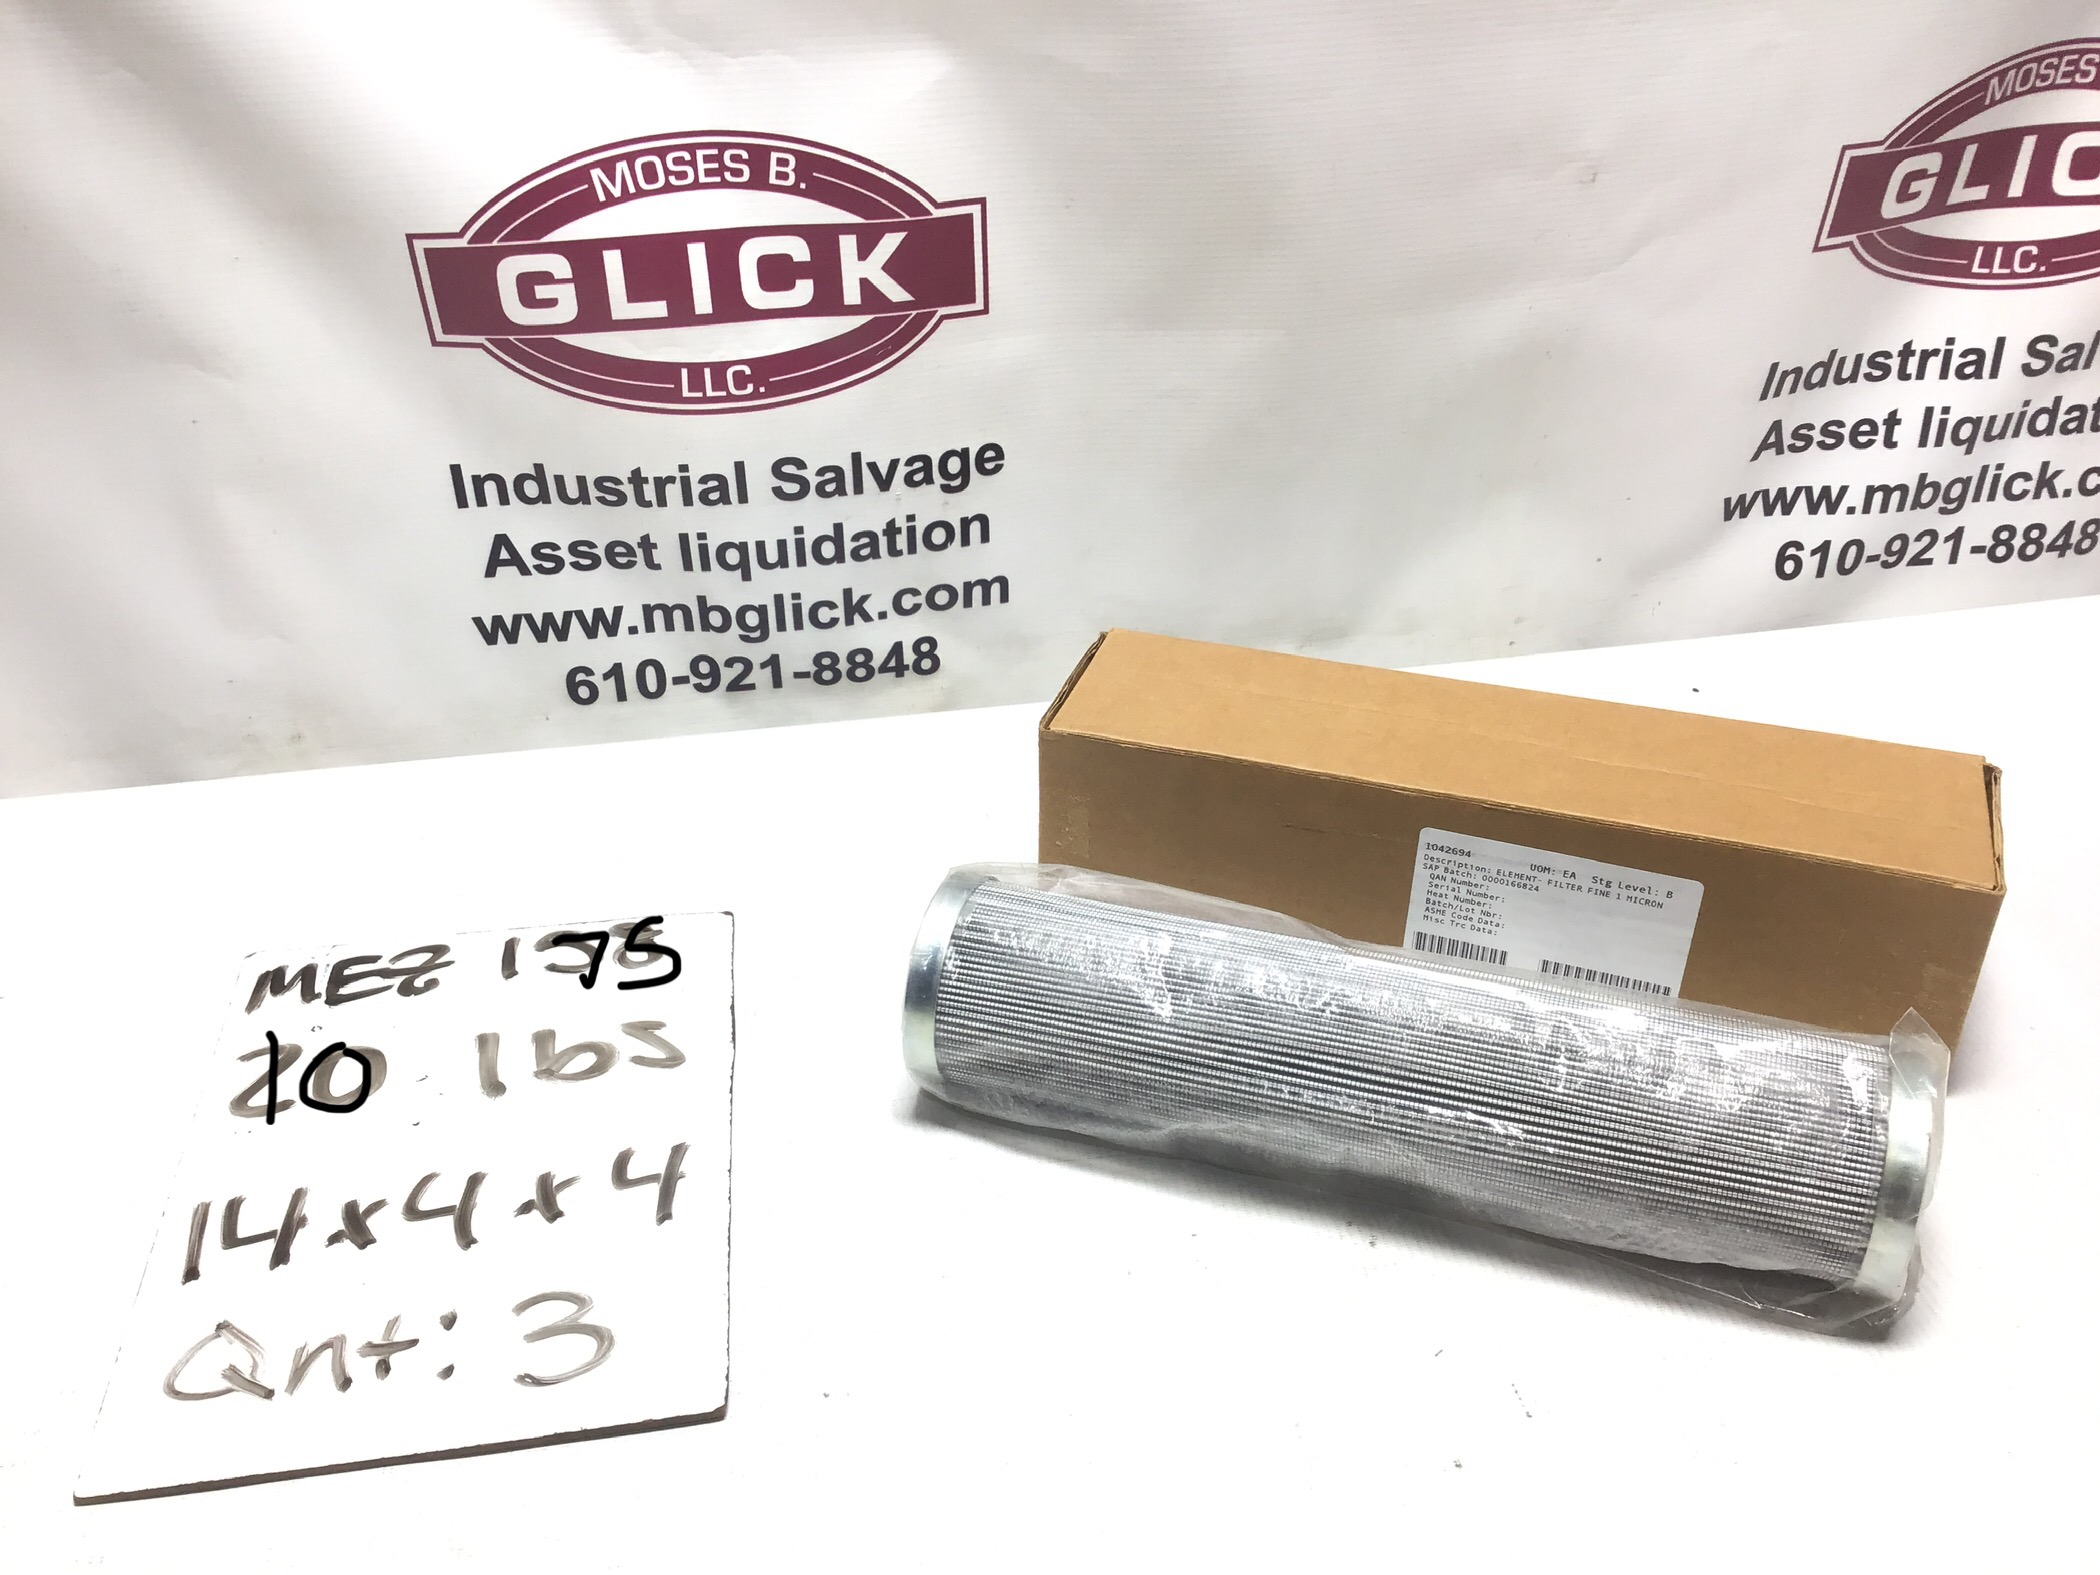 MOSES B.
GLICK
LLC.
Industrial Salvage
Asset liquidation
www.mbglick.com
610-921-8848
MOSES
GLIC
LLC.
Industrial Sal
Asset liquidat
www.mbglick.c
610-921-8848
1042694 UOM: EA Stg Level: B
Description: ELEMENT- FILTER FINE 1 MICRON
SAP Batch: 0000166824
QAN Number:
Serial Number:
Heat Number:
Batch/Lot Nbr:
ASME Code Data:
Misc Trc Data:
MEZ 175
10 lbs
14x4x4
Qnt: 3